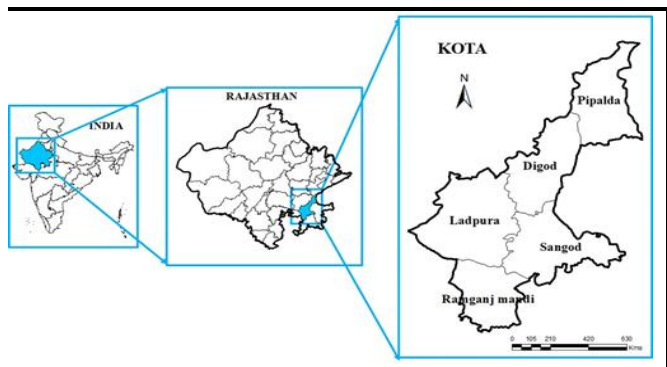 INDIA
RAJASTHAN
KOTA
N
Pipalda
Digod
Ladpura
Sangod
Ramganj mandi
0 105 210 420 630
Kms